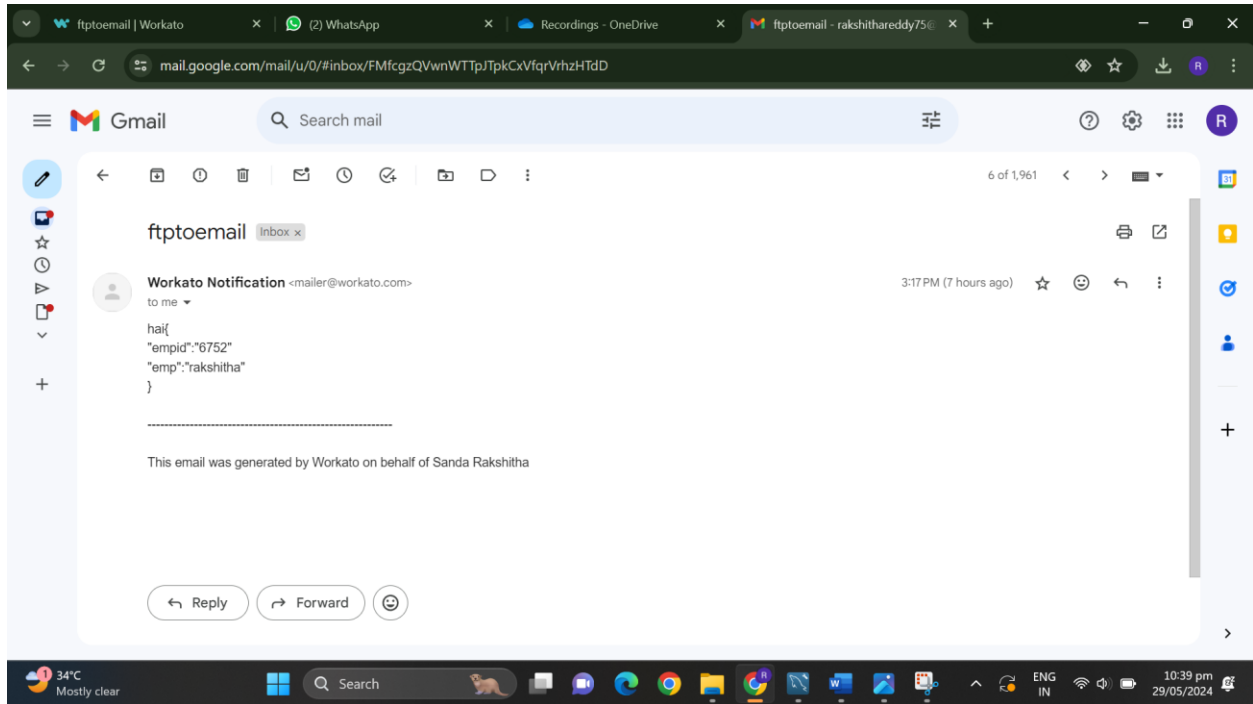 ftptoemail | Workato
(2) WhatsApp
Recordings - OneDrive
ftptoemail - rakshithareddy75@
mail.google.com/mail/u/0/#inbox/FMfcgzQVwnWTTpJTpkCxVfqrVrhzHTdD
R
Gmail
Search mail
R
6 of 1,961
31
ftptoemail Inbox x
Workato Notification <mailer@workato.com>
3:17 PM (7 hours ago)
to me
hai{
"empid":"6752"
"emp":"rakshitha"
}
----------------------------------------------------------
This email was generated by Workato on behalf of Sanda Rakshitha
Reply
Forward
1
34°C
Mostly clear
Search
R
W
ENG
IN
10:39 pm
29/05/2024